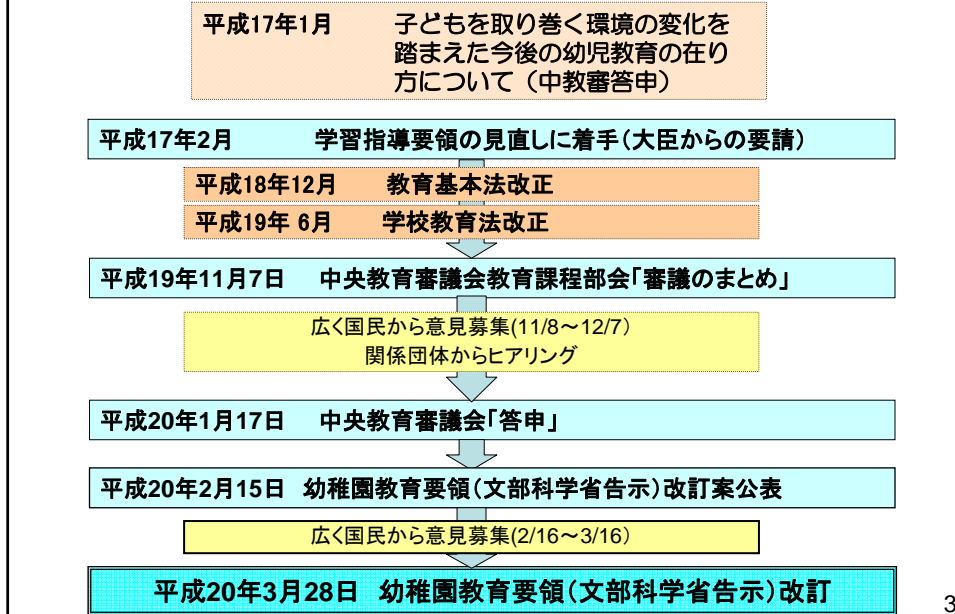 平成17年1月 子どもを取り巻く環境の変化を
踏まえた今後の幼児教育の在り
方について（中教審答申）
平成17年2月 学習指導要領の見直しに着手（大臣からの要請）
平成18年12月 教育基本法改正
平成19年 6月 学校教育法改正
平成19年11月7日 中央教育審議会教育課程部会「審議のまとめ」
広く国民から意見募集(11/8～12/7）
関係団体からヒアリング
平成20年1月17日 中央教育審議会「答申」
平成20年2月15日 幼稚園教育要領（文部科学省告示）改訂案公表
広く国民から意見募集(2/16～3/16）
平成20年3月28日 幼稚園教育要領（文部科学省告示）改訂
3